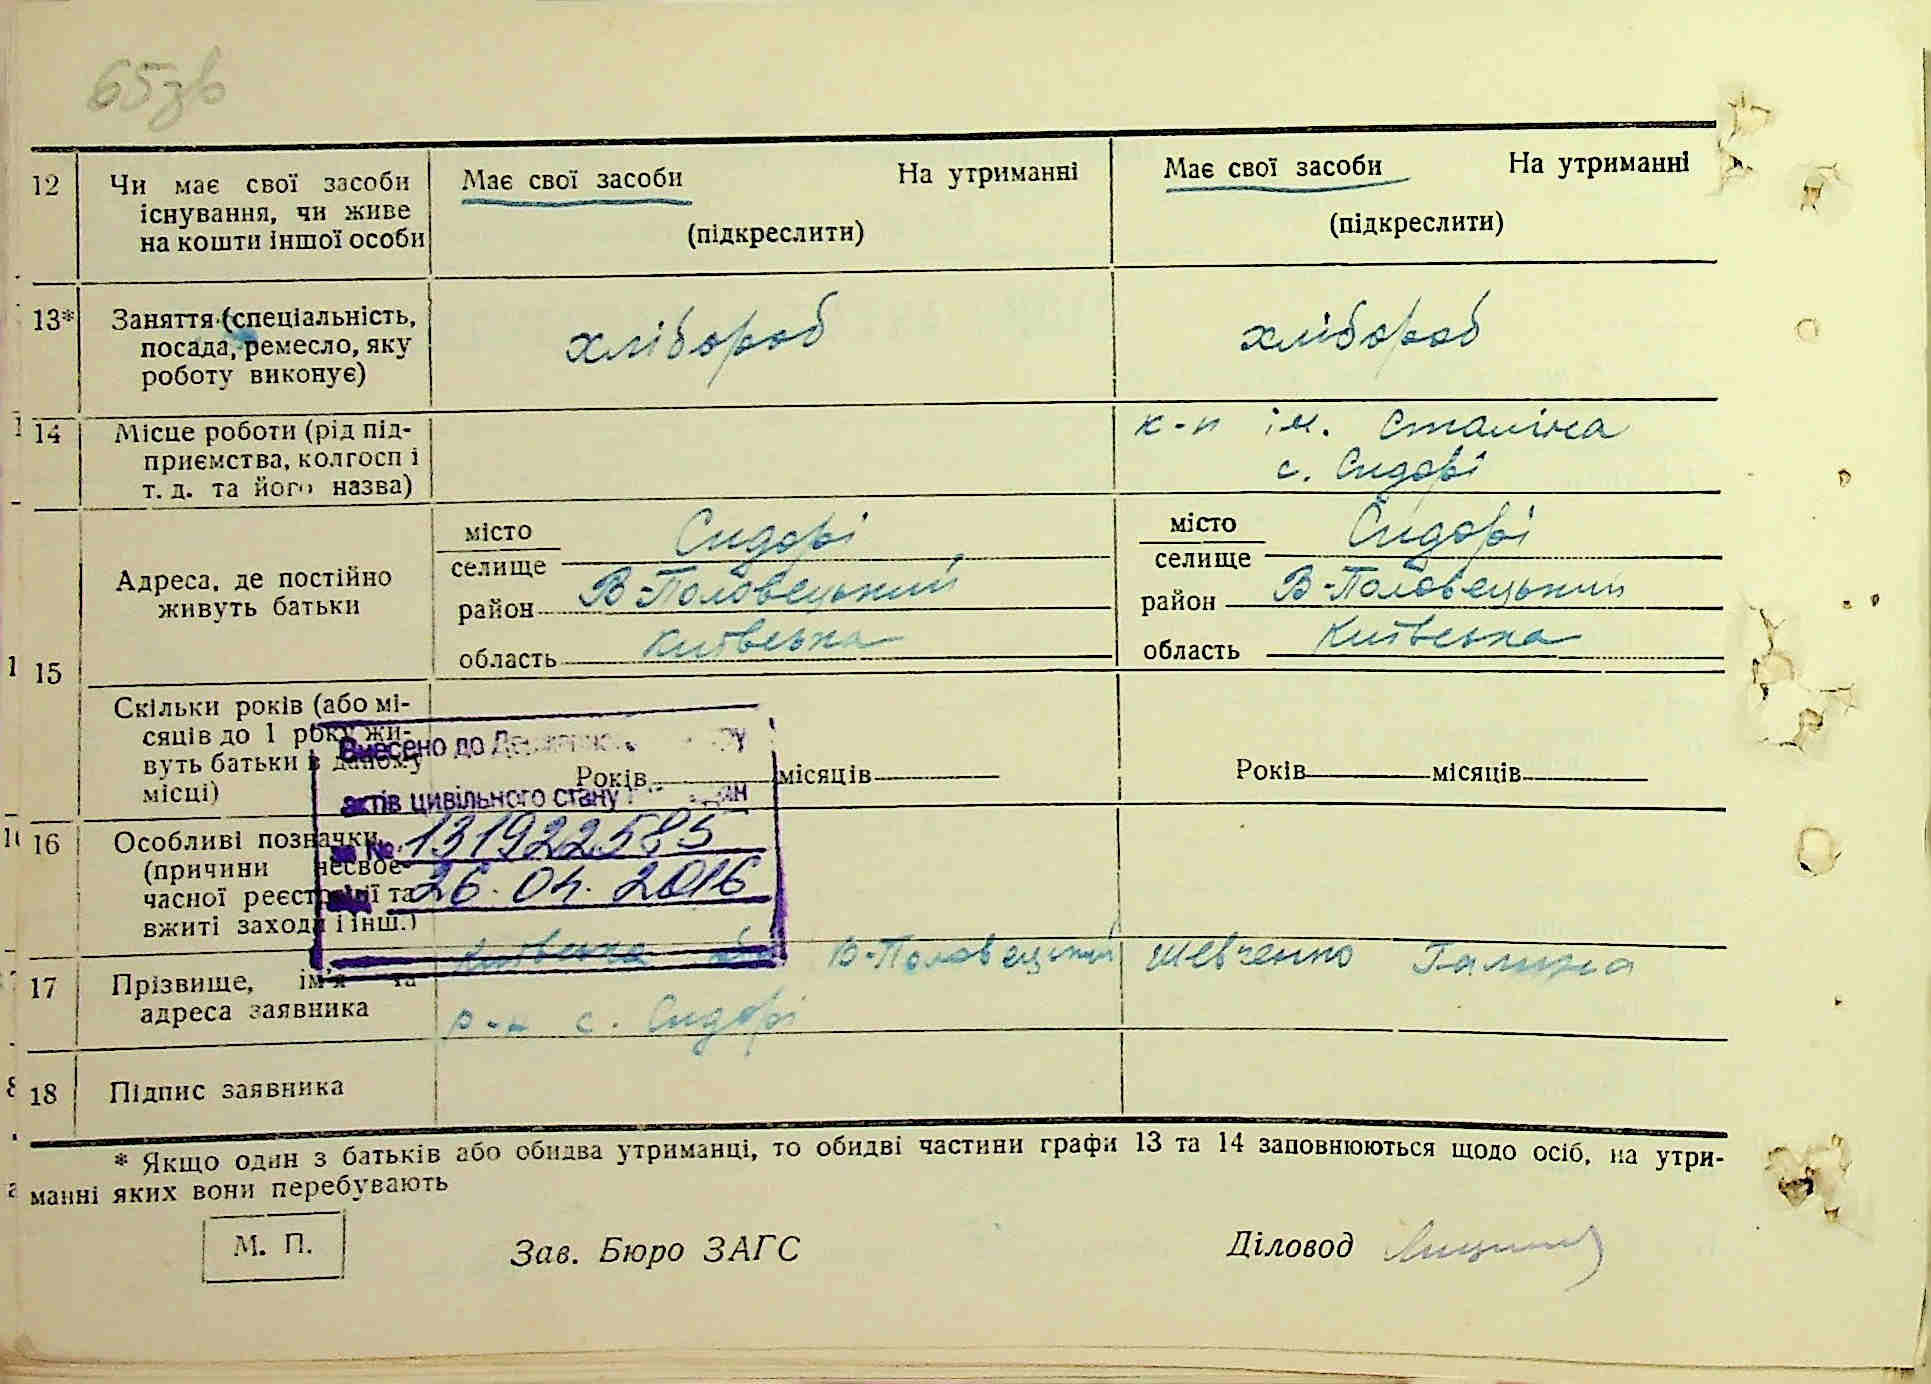 65зв
12 Чи має свої засоби існування, чи живе на кошти іншої особи
Має свої засоби На утриманні
(підкреслити)
Має свої засоби На утриманні
(підкреслити)
13* Заняття (спеціальність, посада, ремесло, яку роботу виконує)
хлібороб
хлібороб
14 Місце роботи (рід підприємства, колгосп і т. д. та його назва)
к-п ім. Сталіна
с. Сидорі
15 Адреса, де постійно живуть батьки
місто селище Сидорі
район В-Половецький
область Київська
місто селище Сидорі
район В-Половецький
область Київська
Скільки років (або місяців до 1 року живуть батьки в даному місці)
Років місяців
Років місяців
Внесено до
актів цивільного стану
за № 131922585
26.04.2016
16 Особливі позначки (причини несвоєчасної реєстрації та вжиті заходи і інш.)
17 Прізвище, ім'я та адреса заявника
Київська В-Половецький
р-н с. Сидорі
Шевченко Галина
18 Підпис заявника
* Якщо один з батьків або обидва утриманці, то обидві частини графи 13 та 14 заповнюються щодо осіб, на утри-
манні яких вони перебувають
М. П.
Зав. Бюро ЗАГС
Діловод